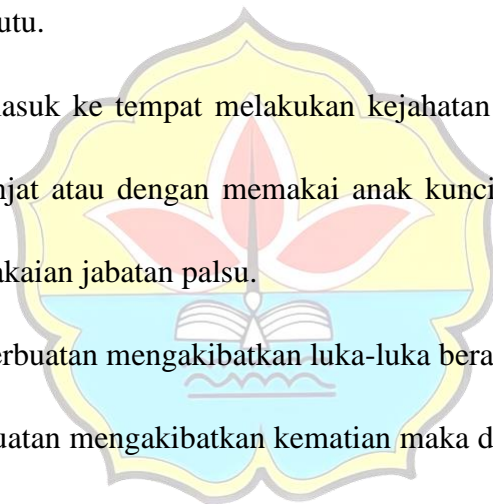 utu.
asuk ke tempat melakukan kejahatan
njat atau dengan memakai anak kunci
akaian jabatan palsu.
erbuatan mengakibatkan luka-luka bera
uatan mengakibatkan kematian maka d